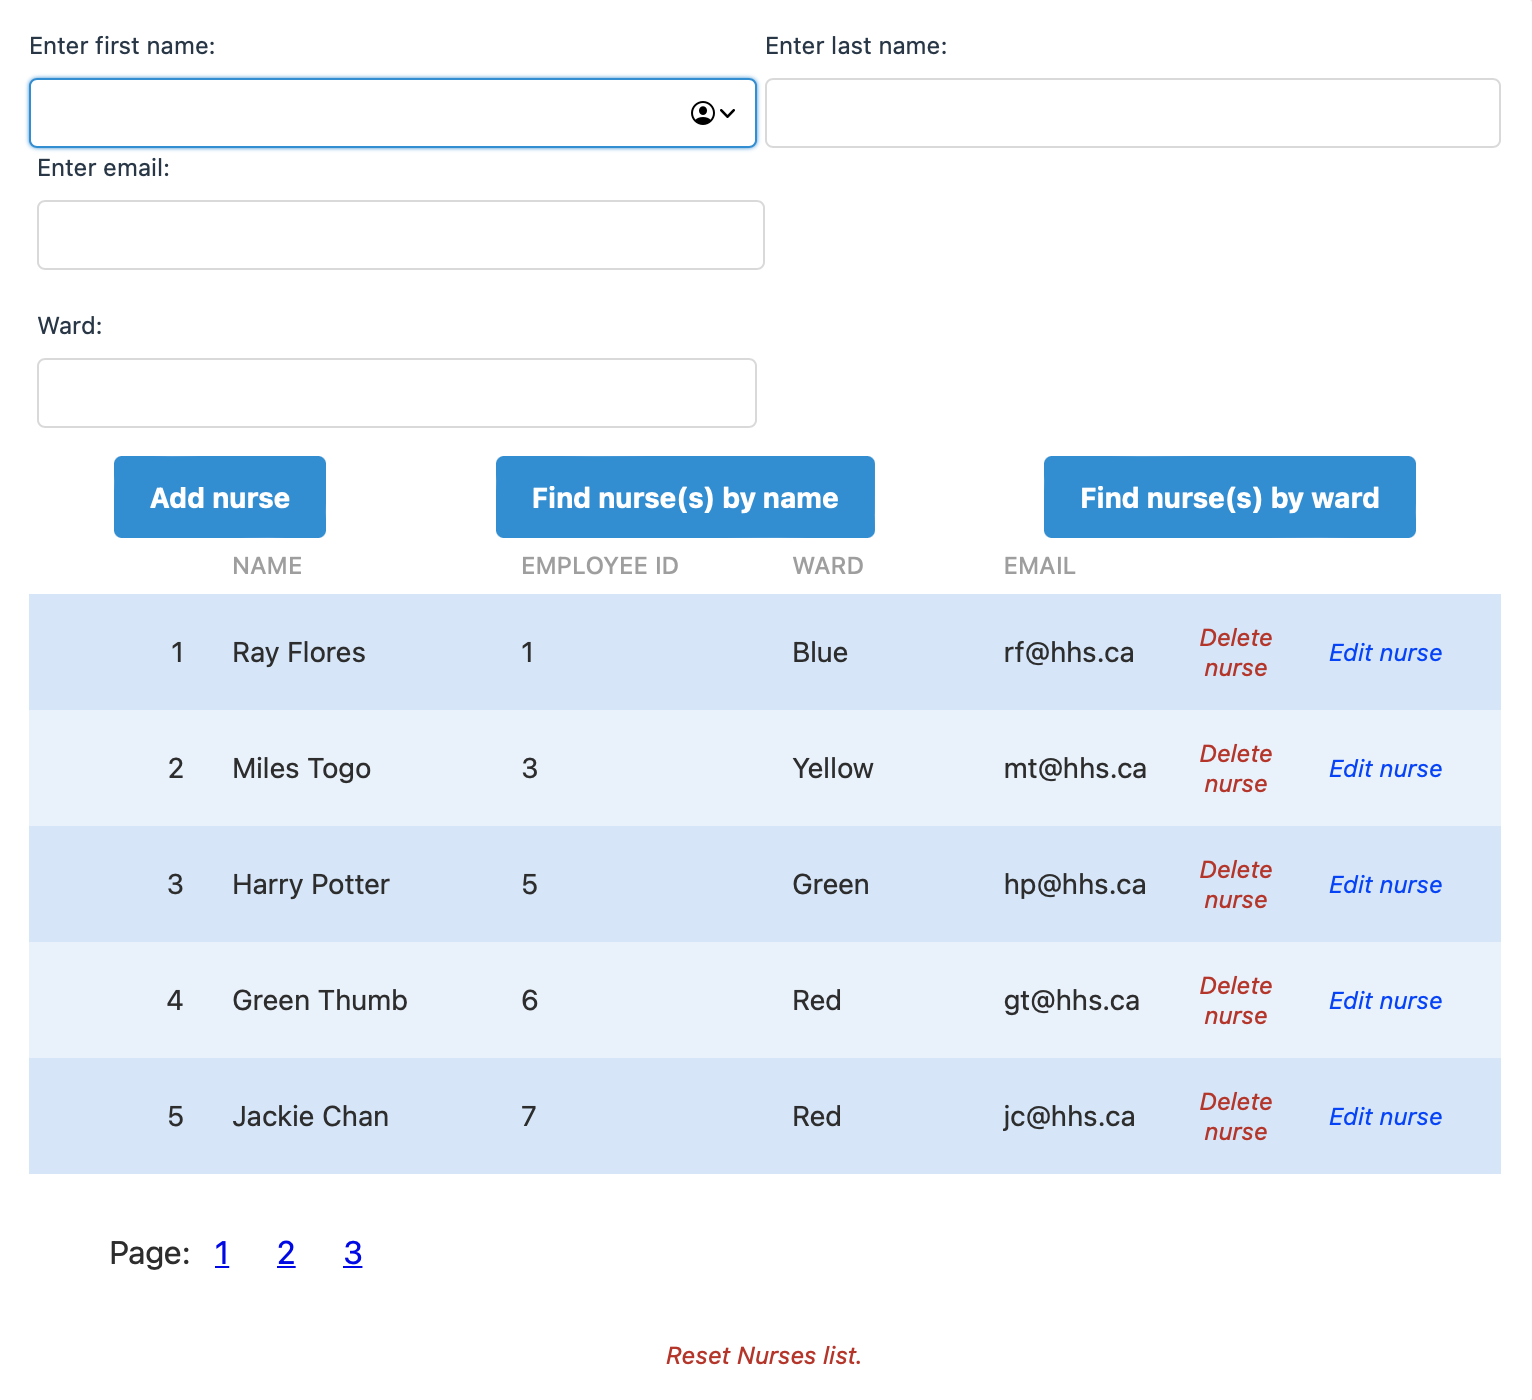 Enter first name: Enter last name:
Enter email:
Ward:
Add nurse Find nurse(s) by name Find nurse(s) by ward
NAME EMPLOYEE ID WARD EMAIL
1 Ray Flores 1 Blue rf@hhs.ca Delete nurse Edit nurse
2 Miles Togo 3 Yellow mt@hhs.ca Delete nurse Edit nurse
3 Harry Potter 5 Green hp@hhs.ca Delete nurse Edit nurse
4 Green Thumb 6 Red gt@hhs.ca Delete nurse Edit nurse
5 Jackie Chan 7 Red jc@hhs.ca Delete nurse Edit nurse
Page: 1 2 3
Reset Nurses list.